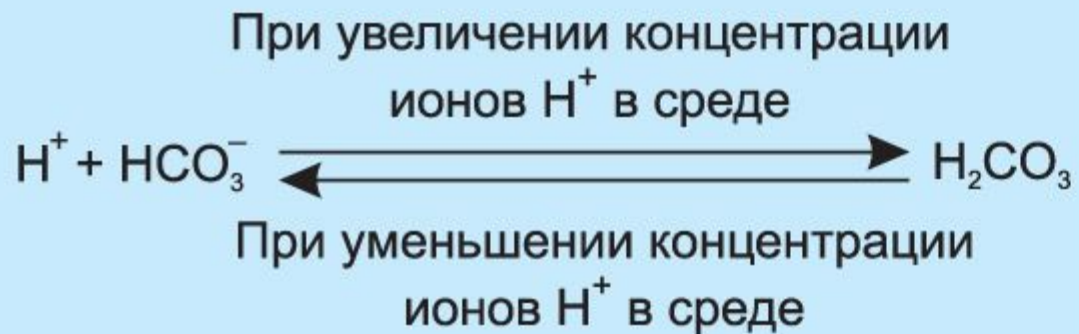 При увеличении концентрации
ионов H⁺ в среде
H⁺ + HCO₃⁻ ⇄ H₂CO₃
При уменьшении концентрации
ионов H⁺ в среде